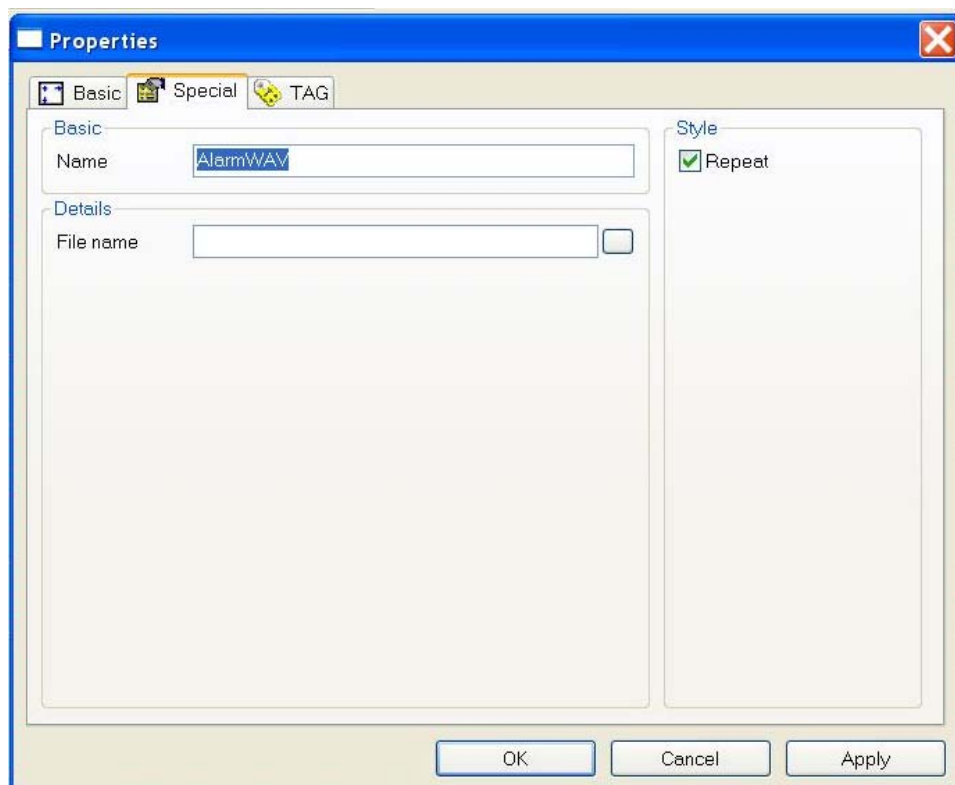 Properties
Basic Special TAG
Basic
Name AlarmWAV
Details
File name
Style
Repeat
OK Cancel Apply